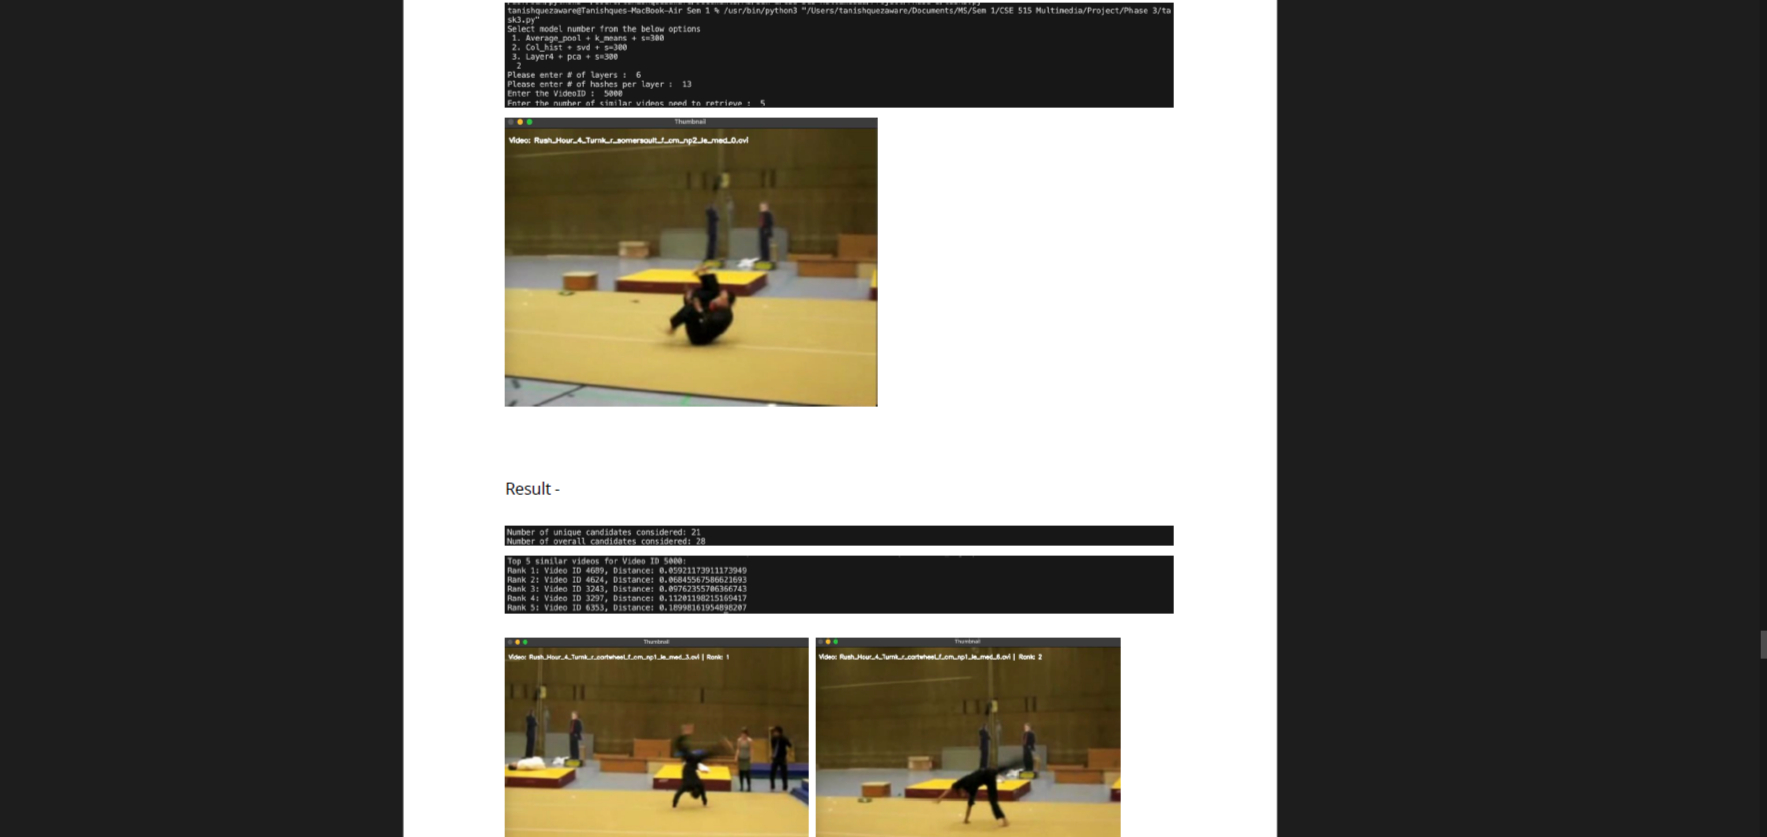 tanishquezaware@Tanishques-MacBook-Air Sem 1 % /usr/bin/python3 "/Users/tanishquezaware/Documents/MS/Sem 1/CSE 515 Multimedia/Project/Phase 3/ta
sk3.py"
Select model number from the below options
1. Average_pool + k_means + s=300
2. Col_hist + svd + s=300
3. Layer4 + pca + s=300
2
Please enter # of layers : 6
Please enter # of hashes per layer : 13
Enter the VideoID : 5000
Enter the number of similar videos need to retrieve : 5
Thumbnail
Video: Rush_Hour_4_Turnk_r_somersault_f_cm_np2_le_med_0.avi
Result -
Number of unique candidates considered: 21
Number of overall candidates considered: 28
Top 5 similar videos for Video ID 5000:
Rank 1: Video ID 4689, Distance: 0.05921173911173949
Rank 2: Video ID 4624, Distance: 0.06845567586621693
Rank 3: Video ID 3243, Distance: 0.09762355706366743
Rank 4: Video ID 3297, Distance: 0.11201198215169417
Rank 5: Video ID 6353, Distance: 0.18998161954898207
Thumbnail
Video: Rush_Hour_4_Turnk_r_cartwheel_f_cm_np1_le_med_3.avi | Rank: 1
Thumbnail
Video: Rush_Hour_4_Turnk_r_cartwheel_f_cm_np1_le_med_6.avi | Rank: 2